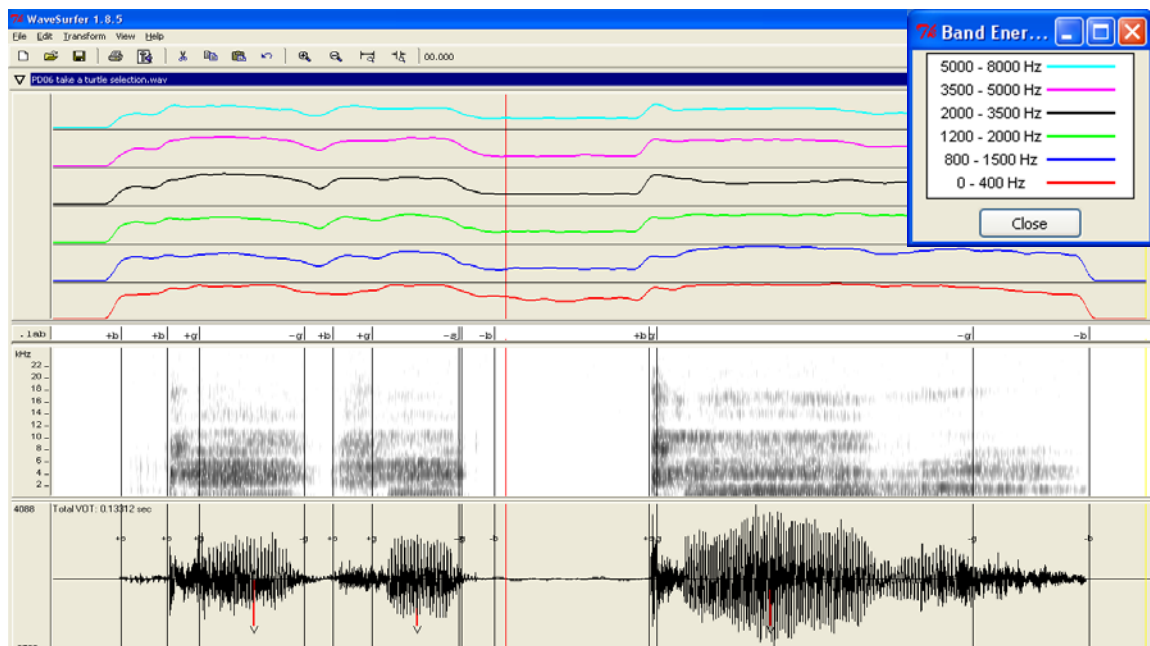 WaveSurfer 1.8.5
File Edit Transform View Help
00.000
PD06 take a turtle selection.wav
Band Ener...
5000 - 8000 Hz
3500 - 5000 Hz
2000 - 3500 Hz
1200 - 2000 Hz
800 - 1500 Hz
0 - 400 Hz
Close
.lab +b +b +g -g +b +g -b -g -b
kHz
22
20
18
16
14
12
10
8
6
4
2
4088 Total VOT: 0.13312 sec
+b +g -g +b +g -b -g -b